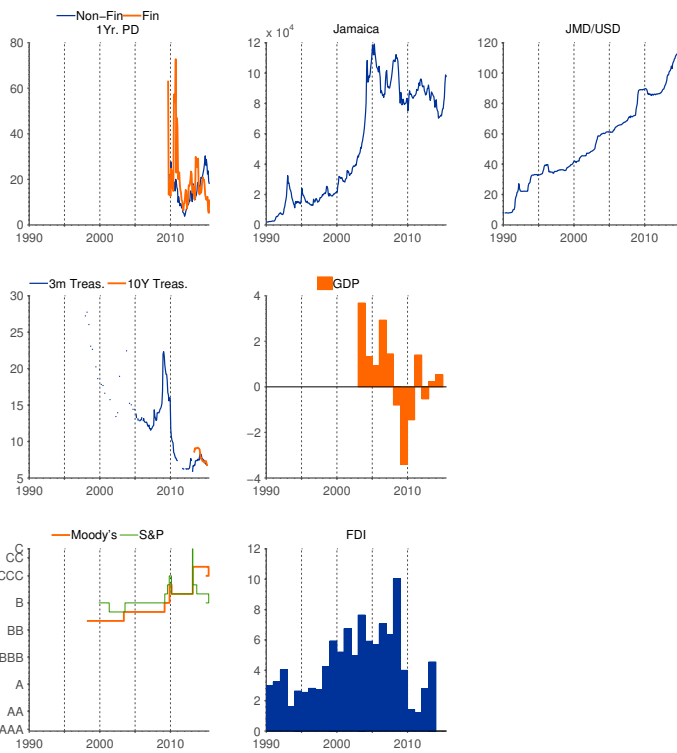 Non−Fin Fin
1Yr. PD
80
60
40
20
0
1990 2000 2010
x 10⁴
Jamaica
12
10
8
6
4
2
0
1990 2000 2010
JMD/USD
120
100
80
60
40
20
0
1990 2000 2010
3m Treas. 10Y Treas.
30
25
20
15
10
5
1990 2000 2010
GDP
4
2
0
−2
−4
1990 2000 2010
Moody's S&P
C
CC
CCC
B
BB
BBB
A
AA
AAA
1990 2000 2010
FDI
12
10
8
6
4
2
0
1990 2000 2010